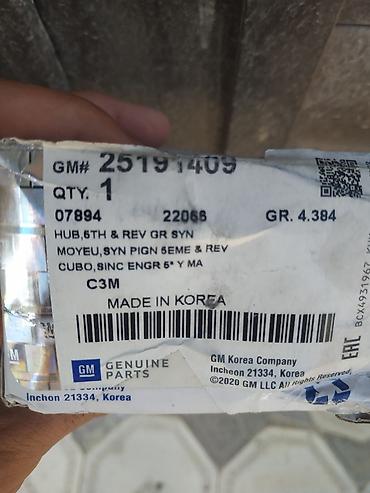 GM# 25191409
QTY. 1
07894 22066 GR. 4.384
HUB,5TH & REV GR SYN
MOYEU,SYN PIGN 5EME & REV
CUBO,SINC ENGR 5ª Y MA
C3M
MADE IN KOREA
GM GENUINE PARTS
GM Korea Company
Incheon 21334, Korea
©2020 GM LLC All Rights Reserved.
Company
Incheon 21334, Korea
EAC
BCX4931967